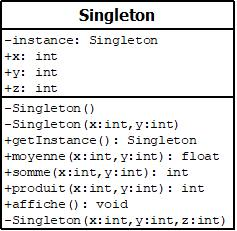 Singleton
-instance: Singleton
+x: int
+y: int
+z: int
-Singleton()
-Singleton(x:int,y:int)
+getInstance(): Singleton
+moyenne(x:int,y:int): float
+somme(x:int,y:int): int
+produit(x:int,y:int): int
+affiche(): void
-Singleton(x:int,y:int,z:int)